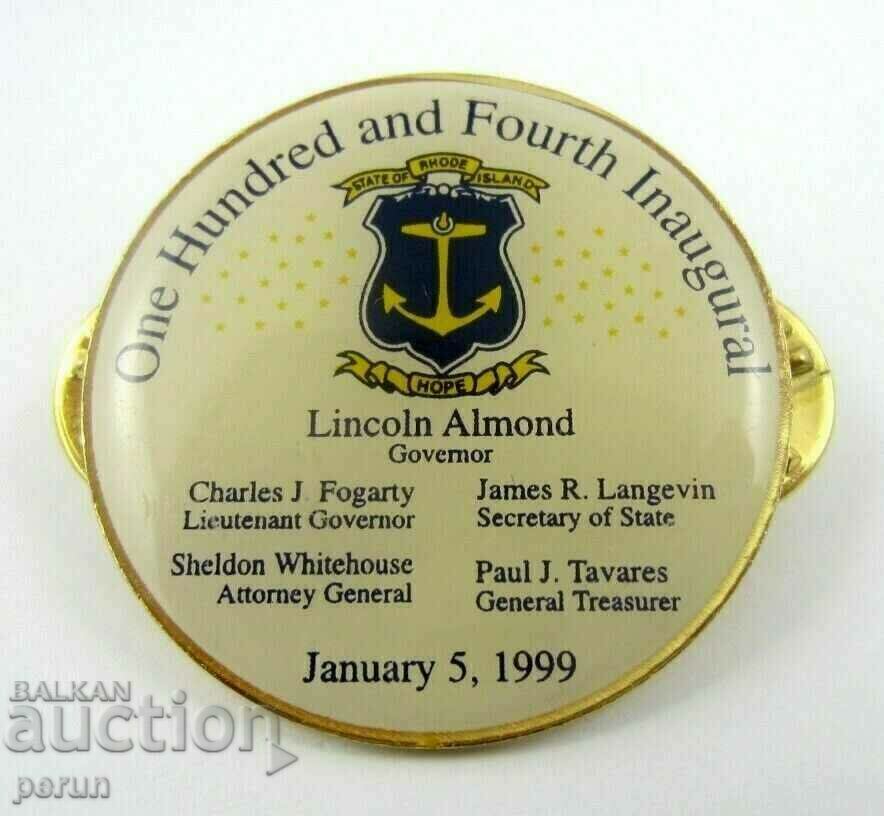 One Hundred and Fourth Inaugural
STATE OF RHODE ISLAND
HOPE
Lincoln Almond
Governor
Charles J. Fogarty
Lieutenant Governor
James R. Langevin
Secretary of State
Sheldon Whitehouse
Attorney General
Paul J. Tavares
General Treasurer
January 5, 1999
BALKAN
auction
perun